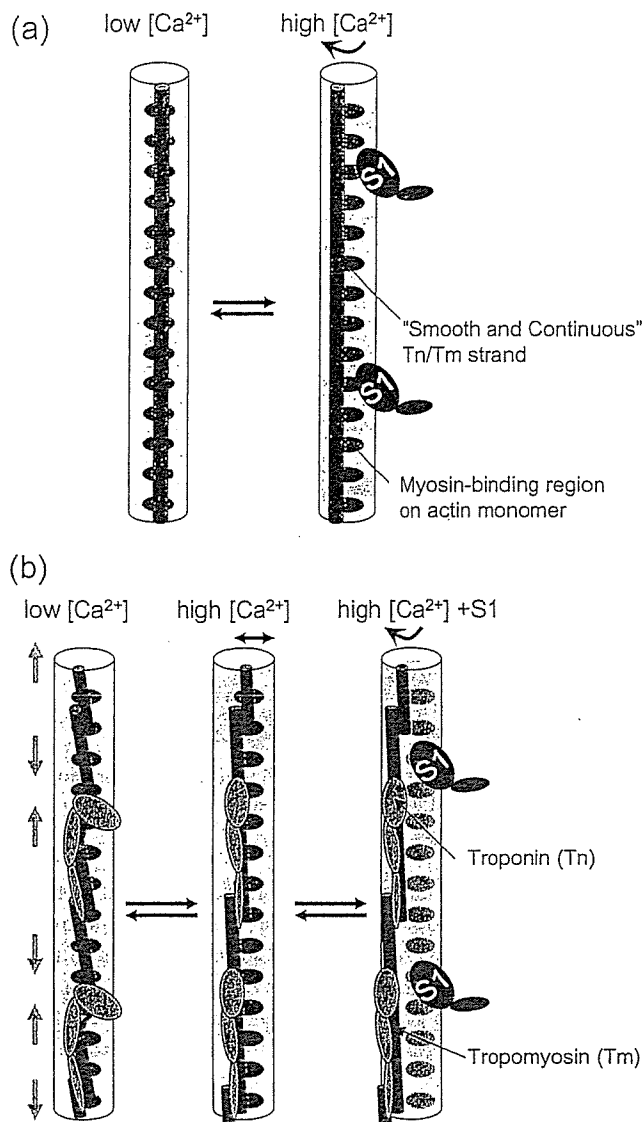 (a)
low [Ca²⁺]
high [Ca²⁺]
S1
"Smooth and Continuous"
Tn/Tm strand
S1
Myosin-binding region
on actin monomer
(b)
low [Ca²⁺]
high [Ca²⁺]
high [Ca²⁺] +S1
S1
Troponin (Tn)
S1
Tropomyosin (Tm)